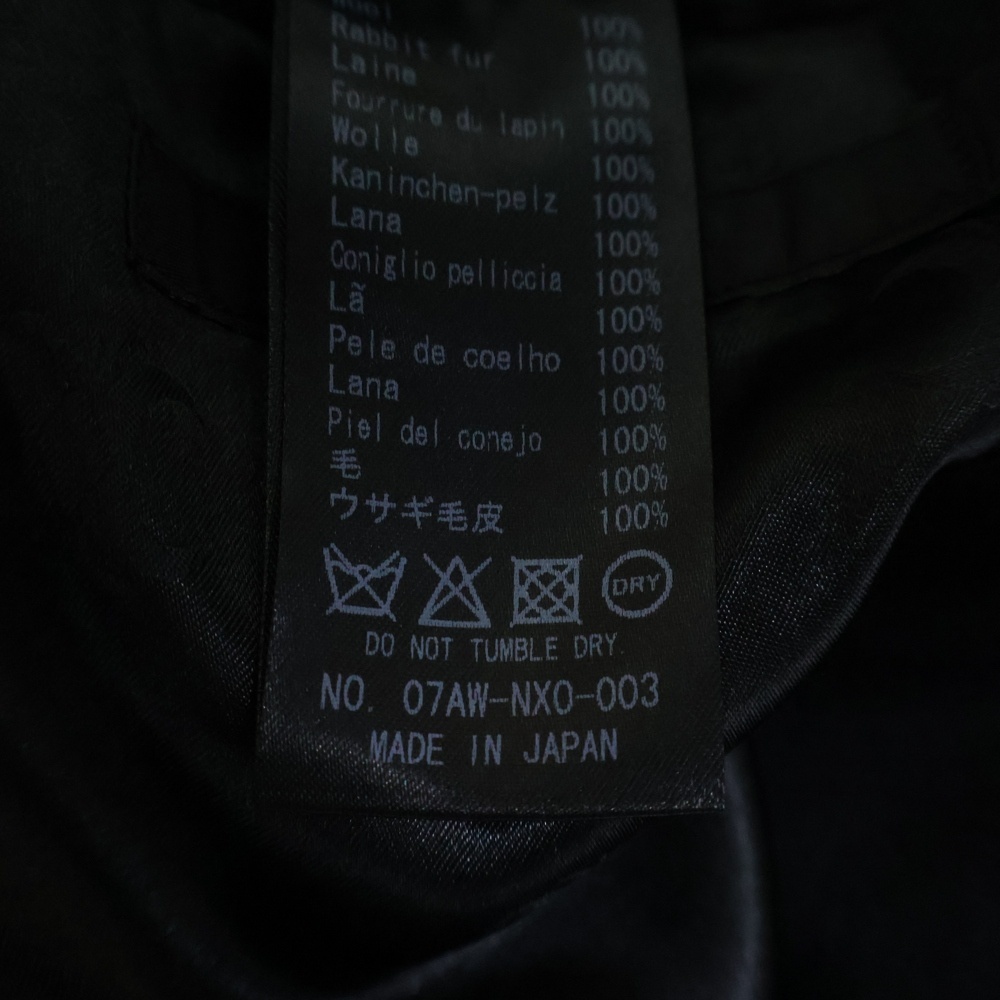 Wool 100%
Rabbit fur 100%
Laine 100%
Fourrure du lapin 100%
Wolle 100%
Kaninchen-pelz 100%
Lana 100%
Coniglio pelliccia 100%
Lã 100%
Pele de coelho 100%
Lana 100%
Piel del conejo 100%
毛 100%
ウサギ毛皮 100%
DRY
DO NOT TUMBLE DRY.
NO. 07AW-NXO-003
MADE IN JAPAN